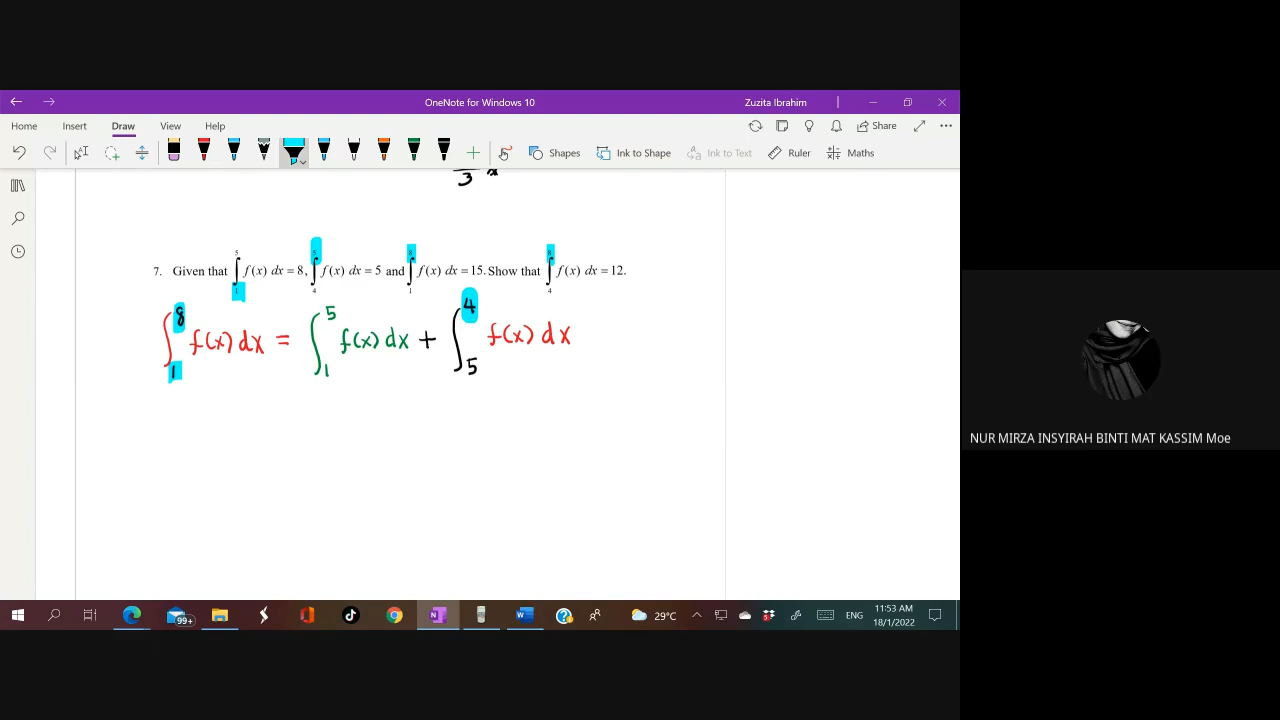 OneNote for Windows 10
Zuzita Ibrahim
Home Insert Draw View Help
Share
Shapes Ink to Shape Ink to Text Ruler Maths
3 x
7. Given that ∫₁⁵ f(x) dx = 8, ∫₄⁵ f(x) dx = 5 and ∫₁⁸ f(x) dx = 15. Show that ∫₄⁸ f(x) dx = 12.
∫₁⁸ f(x) dx = ∫₁⁵ f(x) dx + ∫₅⁴ f(x) dx
NUR MIRZA INSYIRAH BINTI MAT KASSIM Moe
99+
29°C
ENG
11:53 AM
18/1/2022